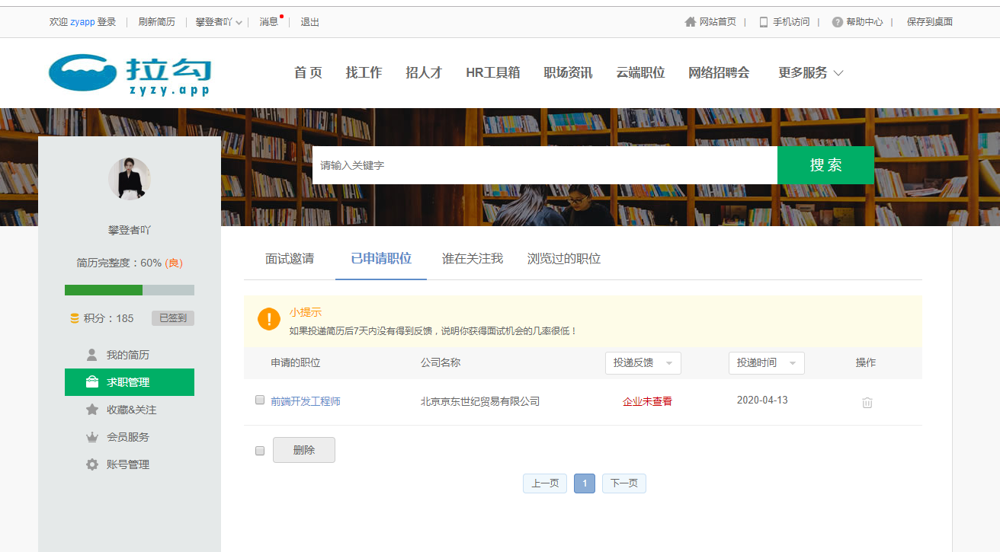 欢迎 zyapp 登录 刷新简历 攀登者吖 消息 退出 网站首页 手机访问 帮助中心 保存到桌面
拉勾
zyzy.app
首 页 找工作 招人才 HR工具箱 职场资讯 云端职位 网络招聘会 更多服务
请输入关键字 搜 索
攀登者吖
简历完整度：60% (良)
积分：185 已签到
我的简历
求职管理
收藏&关注
会员服务
账号管理
面试邀请 已申请职位 谁在关注我 浏览过的职位
小提示
如果投递简历后7天内没有得到反馈，说明你获得面试机会的几率很低！
申请的职位 公司名称 投递反馈 投递时间 操作
前端开发工程师 北京京东世纪贸易有限公司 企业未查看 2020-04-13
删除
上一页 1 下一页